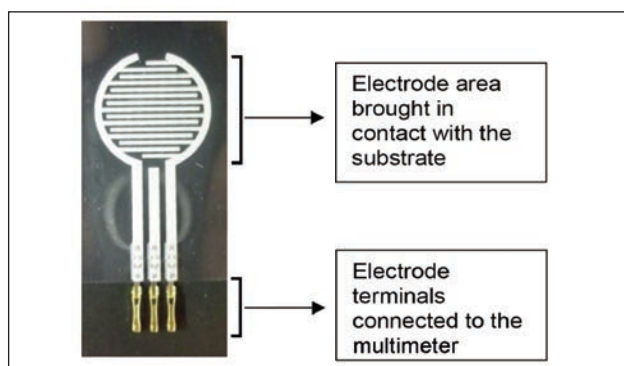 Electrode area
brought in
contact with the
substrate
Electrode
terminals
connected to the
multimeter